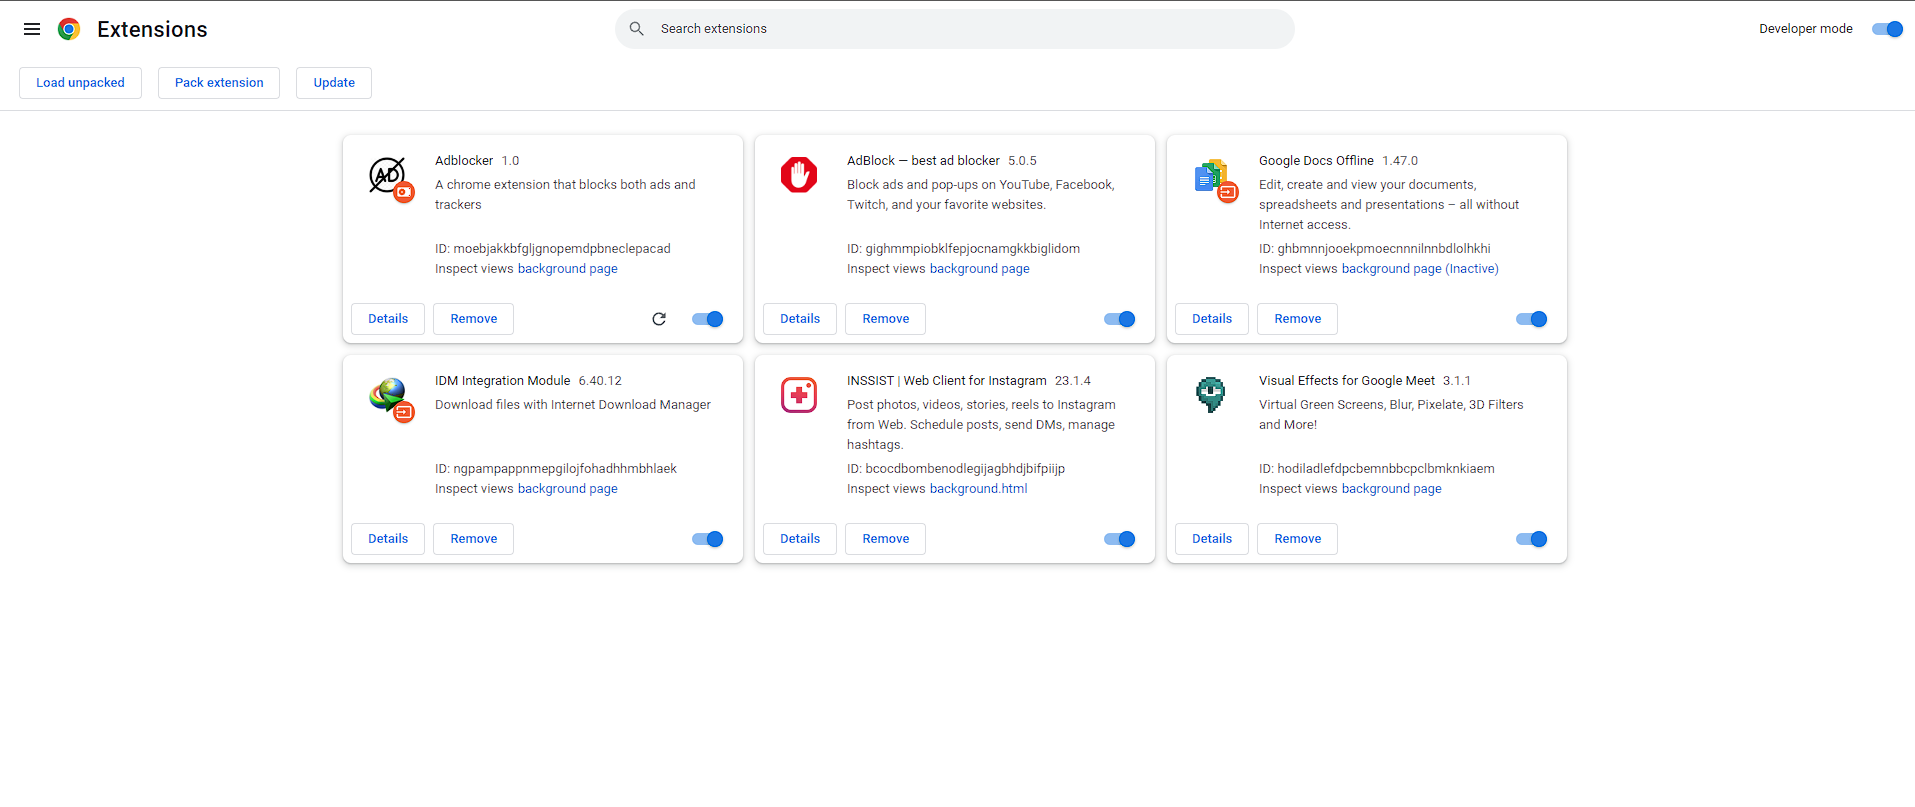 Extensions
Search extensions
Developer mode
Load unpacked
Pack extension
Update
AD
Adblocker 1.0
A chrome extension that blocks both ads and
trackers
ID: moebjakkbfgljgnopemdpbneclepacad
Inspect views background page
Details
Remove
AdBlock — best ad blocker 5.0.5
Block ads and pop-ups on YouTube, Facebook,
Twitch, and your favorite websites.
ID: gighmmpiobklfepjocnamgkkbiglidom
Inspect views background page
Details
Remove
Google Docs Offline 1.47.0
Edit, create and view your documents,
spreadsheets and presentations – all without
Internet access.
ID: ghbmnnjooekpmoecnnnilnnbdlolhkhi
Inspect views background page (Inactive)
Details
Remove
IDM Integration Module 6.40.12
Download files with Internet Download Manager
ID: ngpampappnmepgilojfohadhhmbhlaek
Inspect views background page
Details
Remove
INSSIST | Web Client for Instagram 23.1.4
Post photos, videos, stories, reels to Instagram
from Web. Schedule posts, send DMs, manage
hashtags.
ID: bcocdbombenodlegijagbhdjbifpiijp
Inspect views background.html
Details
Remove
Visual Effects for Google Meet 3.1.1
Virtual Green Screens, Blur, Pixelate, 3D Filters
and More!
ID: hodiladlefdpcbemnbbcpclbmknkiaem
Inspect views background page
Details
Remove